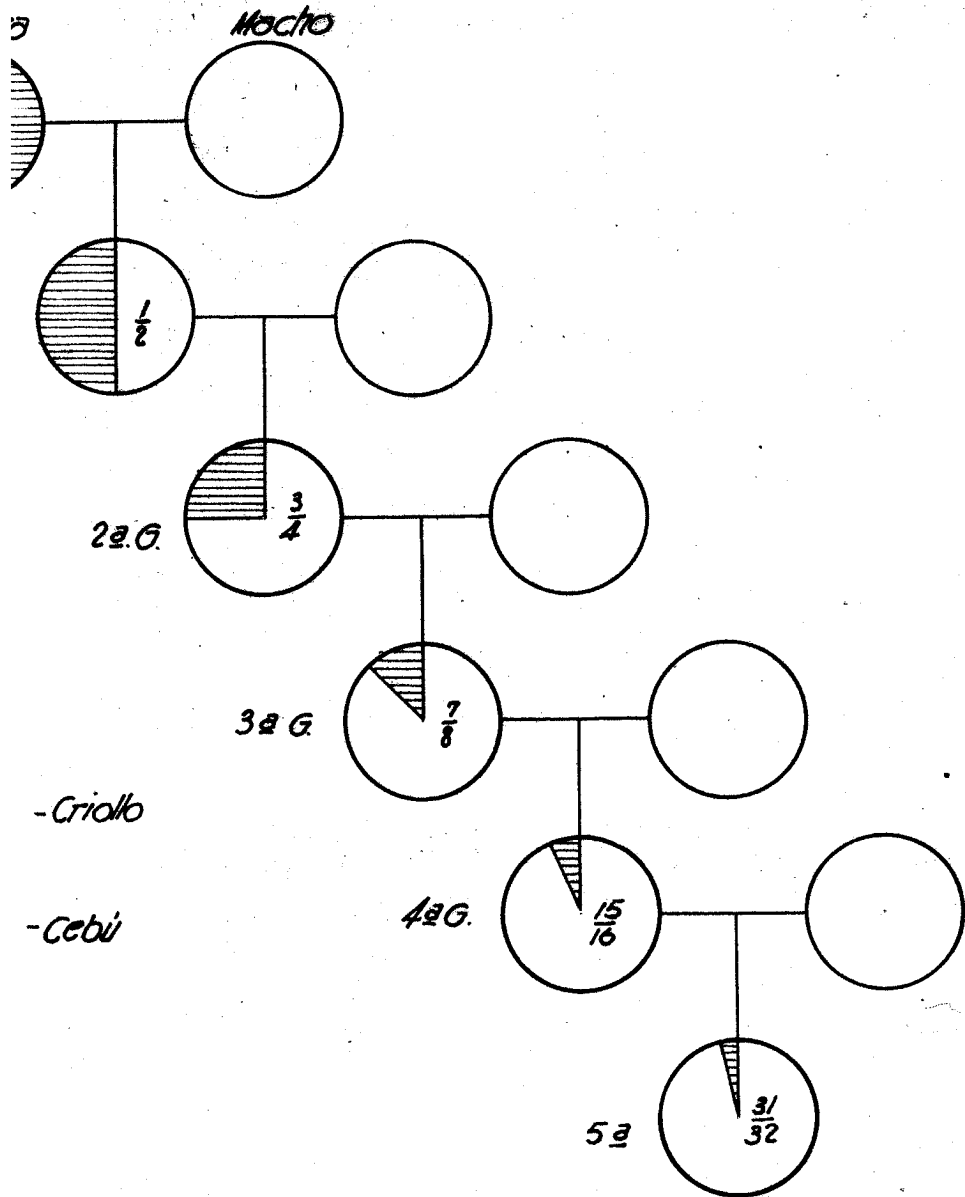 Macho
1/2
3/4
2ª. G.
7/8
3ª G.
-Criollo
15/16
4ª G.
-Cebú
31/32
5ª